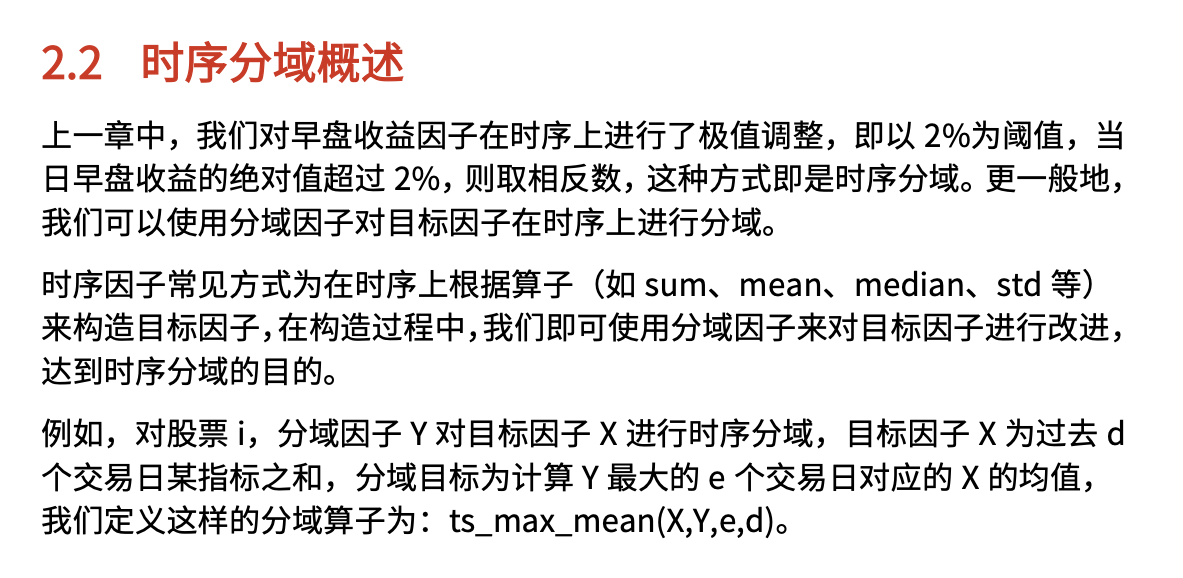 2.2 时序分域概述
上一章中，我们对早盘收益因子在时序上进行了极值调整，即以 2%为阈值，当
日早盘收益的绝对值超过 2%，则取相反数，这种方式即是时序分域。更一般地，
我们可以使用分域因子对目标因子在时序上进行分域。
时序因子常见方式为在时序上根据算子（如 sum、mean、median、std 等）
来构造目标因子，在构造过程中，我们即可使用分域因子来对目标因子进行改进，
达到时序分域的目的。
例如，对股票 i，分域因子 Y 对目标因子 X 进行时序分域，目标因子 X 为过去 d
个交易日某指标之和，分域目标为计算 Y 最大的 e 个交易日对应的 X 的均值，
我们定义这样的分域算子为：ts_max_mean(X,Y,e,d)。